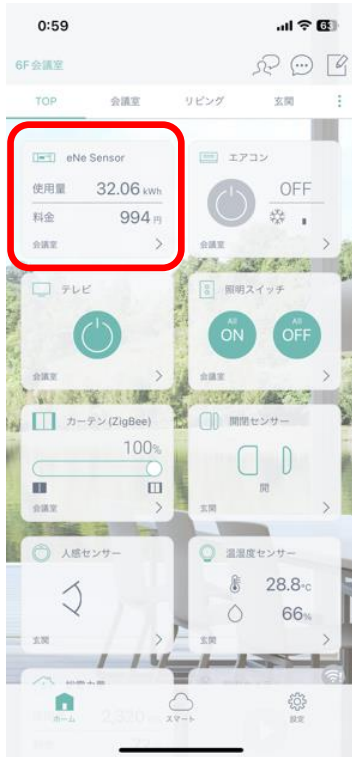 0:59
63
6F会議室
TOP 会議室 リビング 玄関
eNe Sensor
使用量 32.06 kWh
料金 994 円
会議室
エアコン
OFF
会議室
テレビ
会議室
照明スイッチ
All ON
All OFF
会議室
カーテン (ZigBee)
100%
会議室
開閉センサー
開
玄関
人感センサー
玄関
温湿度センサー
28.8°C
66%
玄関
ホーム スマート 設定